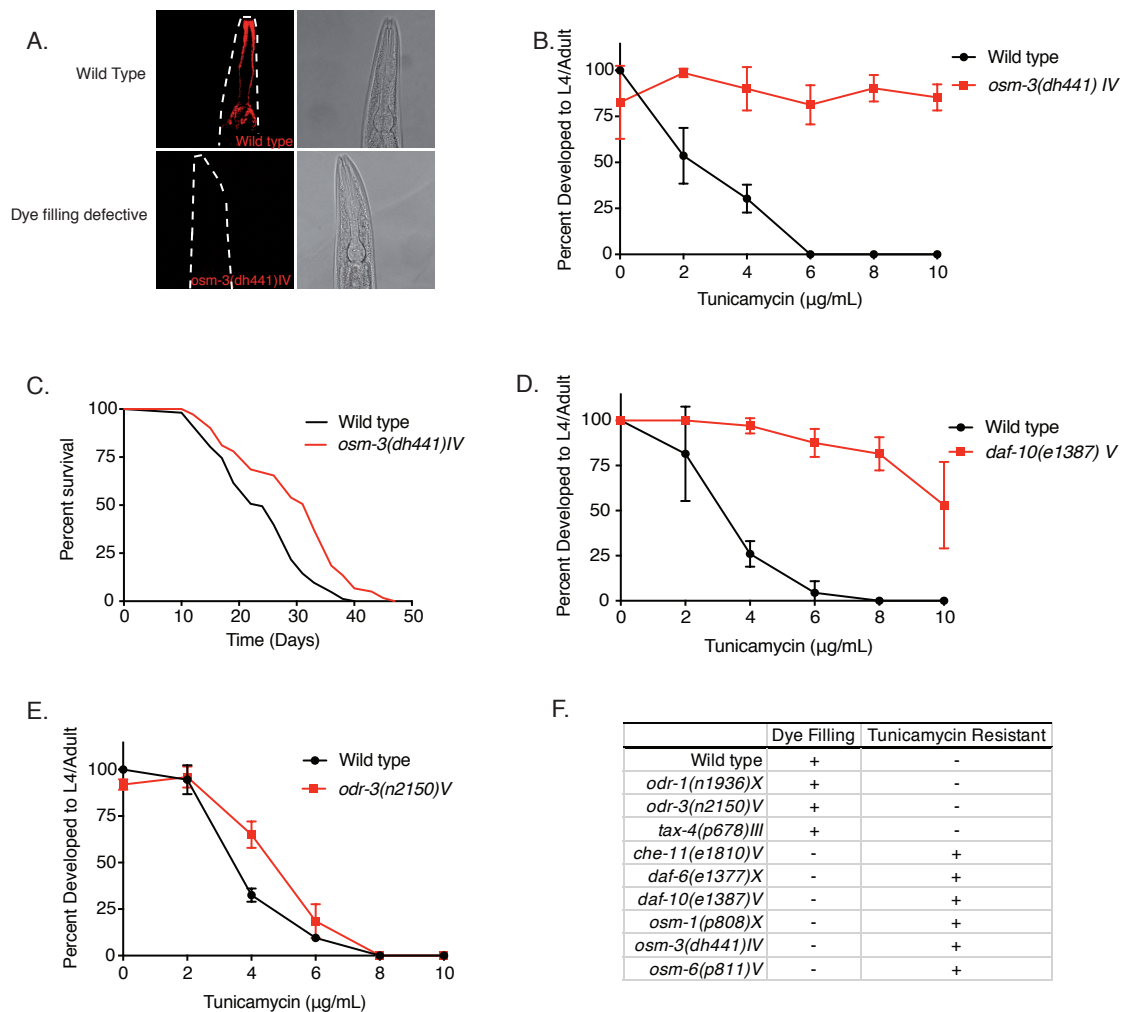 A.
Wild Type
Wild type
Dye filling defective
osm-3(dh441)IV
B.
Percent Developed to L4/Adult
100
75
50
25
0
0 2 4 6 8 10
Tunicamycin (µg/mL)
Wild type
osm-3(dh441) IV
C.
Percent survival
100
75
50
25
0
0 10 20 30 40 50
Time (Days)
Wild type
osm-3(dh441)IV
D.
Percent Developed to L4/Adult
100
75
50
25
0
0 2 4 6 8 10
Tunicamycin (µg/mL)
Wild type
daf-10(e1387) V
E.
Percent Developed to L4/Adult
100
75
50
25
0
0 2 4 6 8 10
Tunicamycin (µg/mL)
Wild type
odr-3(n2150)V
F.
Dye Filling Tunicamycin Resistant
Wild type + -
odr-1(n1936)X + -
odr-3(n2150)V + -
tax-4(p678)III + -
che-11(e1810)V - +
daf-6(e1377)X - +
daf-10(e1387)V - +
osm-1(p808)X - +
osm-3(dh441)IV - +
osm-6(p811)V - +